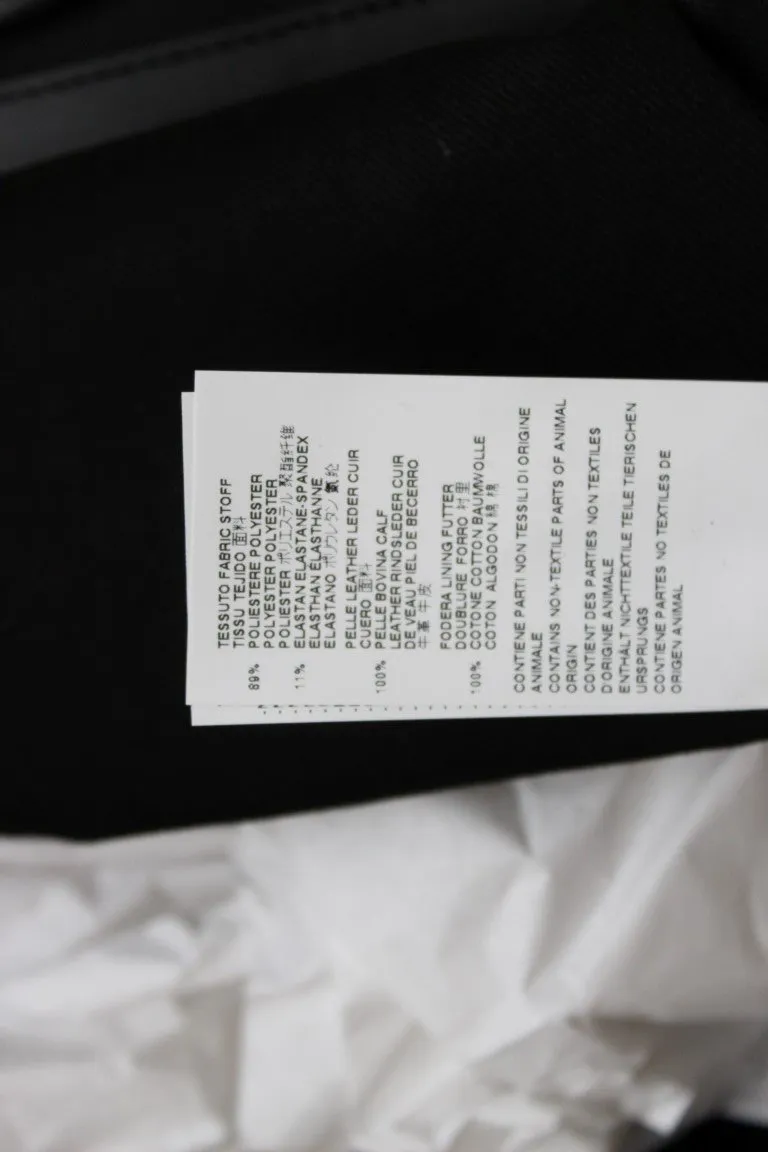 TESSUTO FABRIC STOFF
TISSU TEJIDO 面料
89% POLIESTERE POLYESTER
POLYESTER POLYESTER
POLIESTER ポリエステル 聚酯纤维
11% ELASTAN ELASTANE-SPANDEX
ELASTHAN ÉLASTHANNE
ELASTANO ポリウレタン 氨纶
PELLE LEATHER LEDER CUIR
CUERO 面料
100% PELLE BOVINA CALF
LEATHER RINDSLEDER CUIR
DE VEAU PIEL DE BECERRO
牛革 牛皮
FODERA LINING FUTTER
DOUBLURE FORRO 衬里
100% COTONE COTTON BAUMWOLLE
COTON ALGODON 綿 棉
CONTIENE PARTI NON TESSILI DI ORIGINE
ANIMALE
CONTAINS NON-TEXTILE PARTS OF ANIMAL
ORIGIN
CONTIENT DES PARTIES NON TEXTILES
D'ORIGINE ANIMALE
ENTHÄLT NICHTTEXTILE TEILE TIERISCHEN
URSPRUNGS
CONTIENE PARTES NO TEXTILES DE
ORIGEN ANIMAL